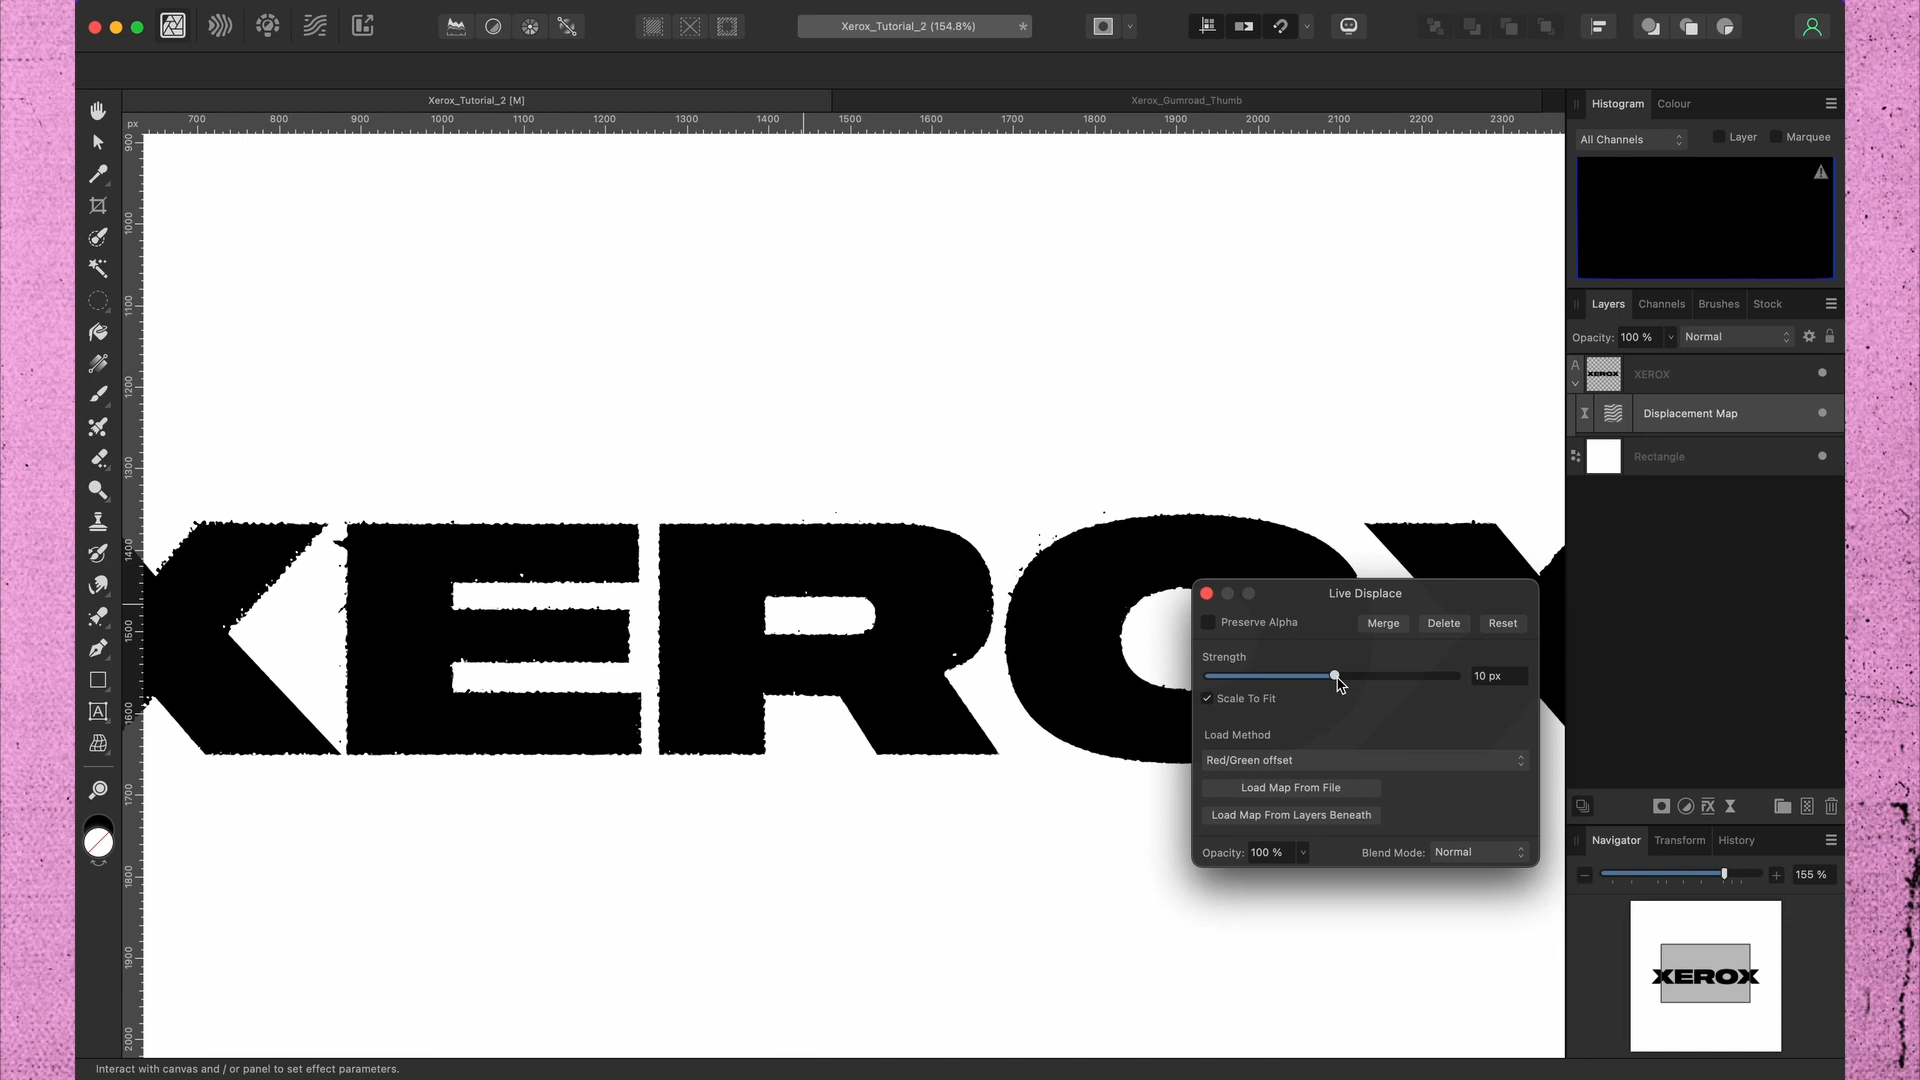 Xerox_Tutorial_2 (154.8%)
*
Xerox_Tutorial_2 [M]
Xerox_Gumroad_Thumb
px
700 800 900 1000 1100 1200 1300 1400 1500 1600 1700 1800 1900 2000 2100 2200 2300
900
1000
1100
1200
1300
1400
1500
1600
1700
1800
1900
2000
XEROX
Live Displace
Preserve Alpha
Merge
Delete
Reset
Strength
10 px
Scale To Fit
Load Method
Red/Green offset
Load Map From File
Load Map From Layers Beneath
Opacity: 100 %
Blend Mode: Normal
Histogram Colour
All Channels
Layer
Marquee
Layers Channels Brushes Stock
Opacity: 100 %
Normal
A
XEROX
XEROX
Displacement Map
Rectangle
Navigator Transform History
155 %
XEROX
Interact with canvas and / or panel to set effect parameters.